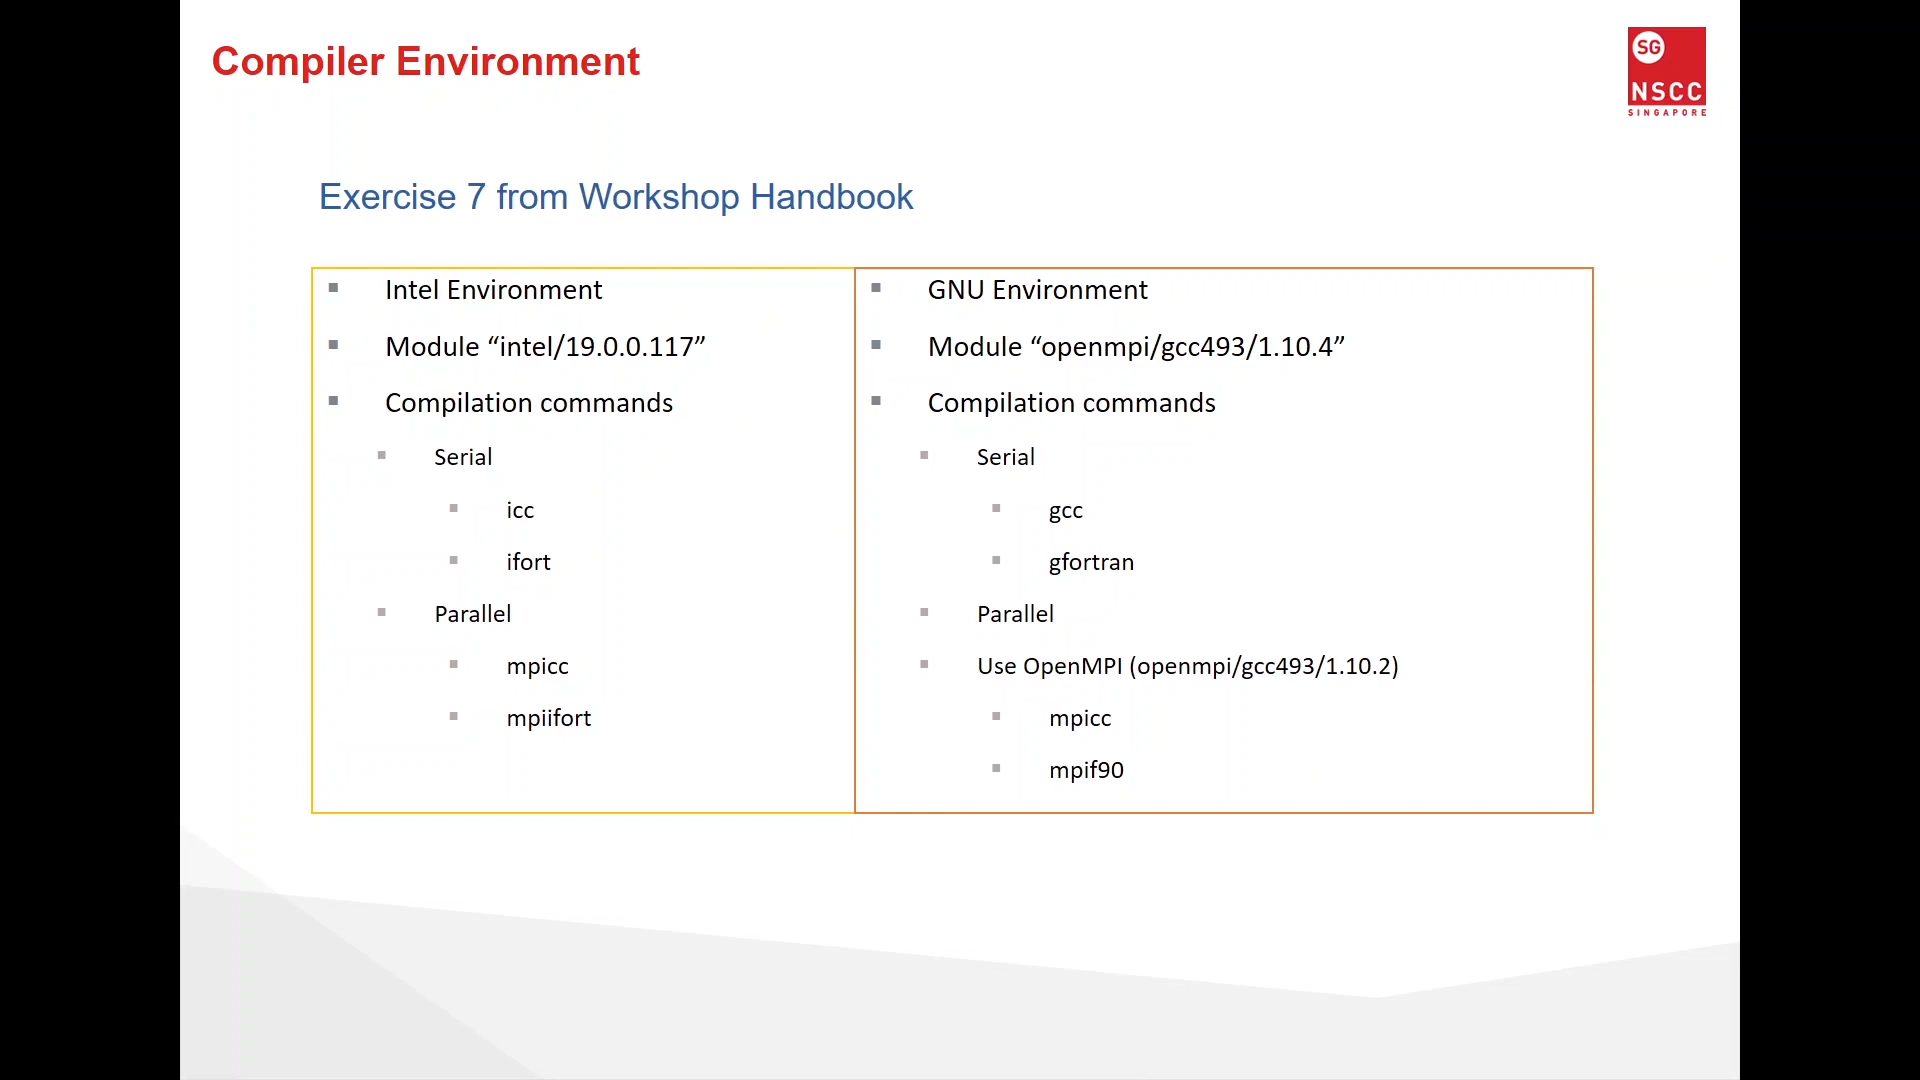 Compiler Environment
SG
NSCC
SINGAPORE
Exercise 7 from Workshop Handbook
Intel Environment
Module “intel/19.0.0.117”
Compilation commands
Serial
icc
ifort
Parallel
mpicc
mpiifort
GNU Environment
Module “openmpi/gcc493/1.10.4”
Compilation commands
Serial
gcc
gfortran
Parallel
Use OpenMPI (openmpi/gcc493/1.10.2)
mpicc
mpif90